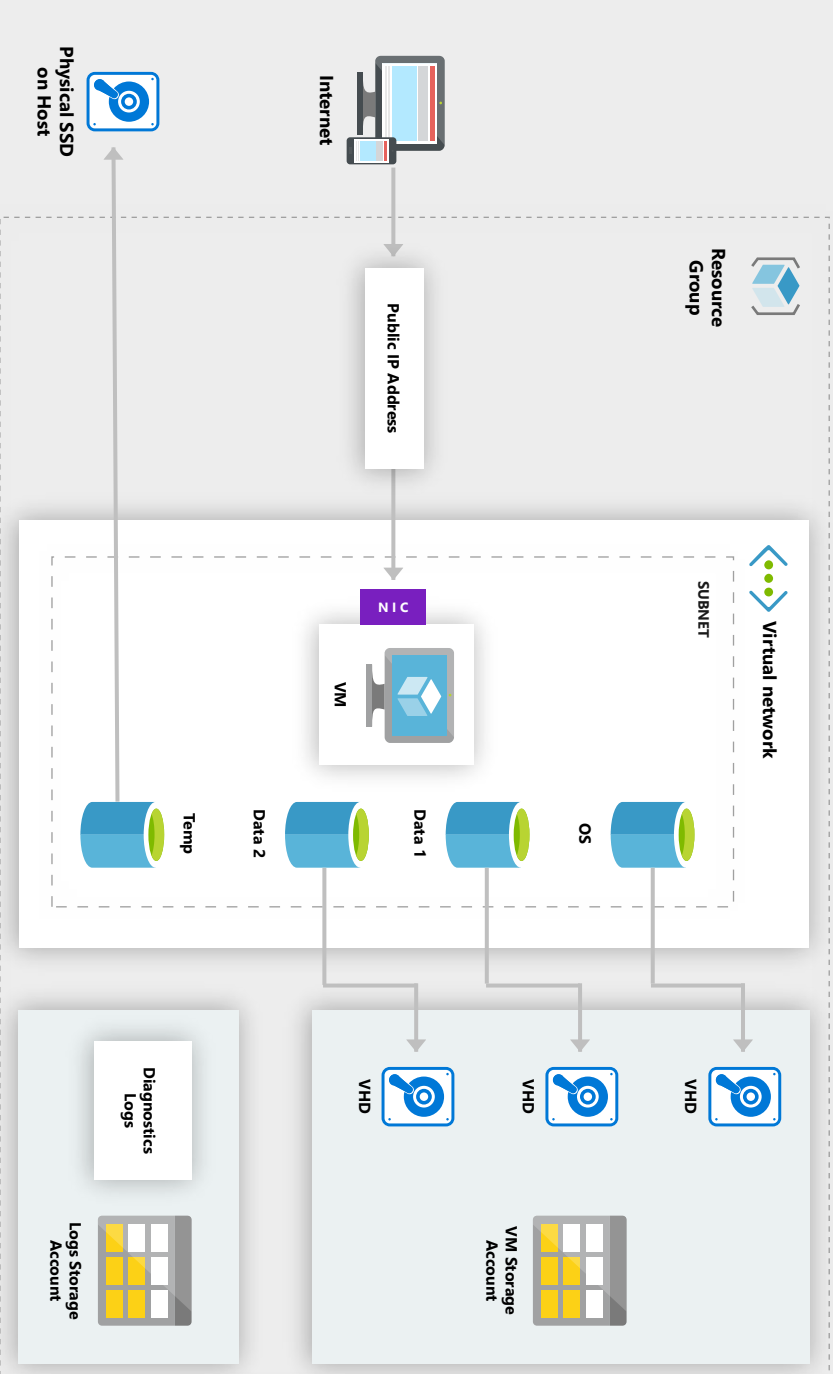 Resource
Group
Virtual network
SUBNET
Internet
Public IP Address
NIC
VM
OS
Data 1
Data 2
Temp
Physical SSD
on Host
VHD
VHD
VHD
VM Storage
Account
Diagnostics
Logs
Logs Storage
Account